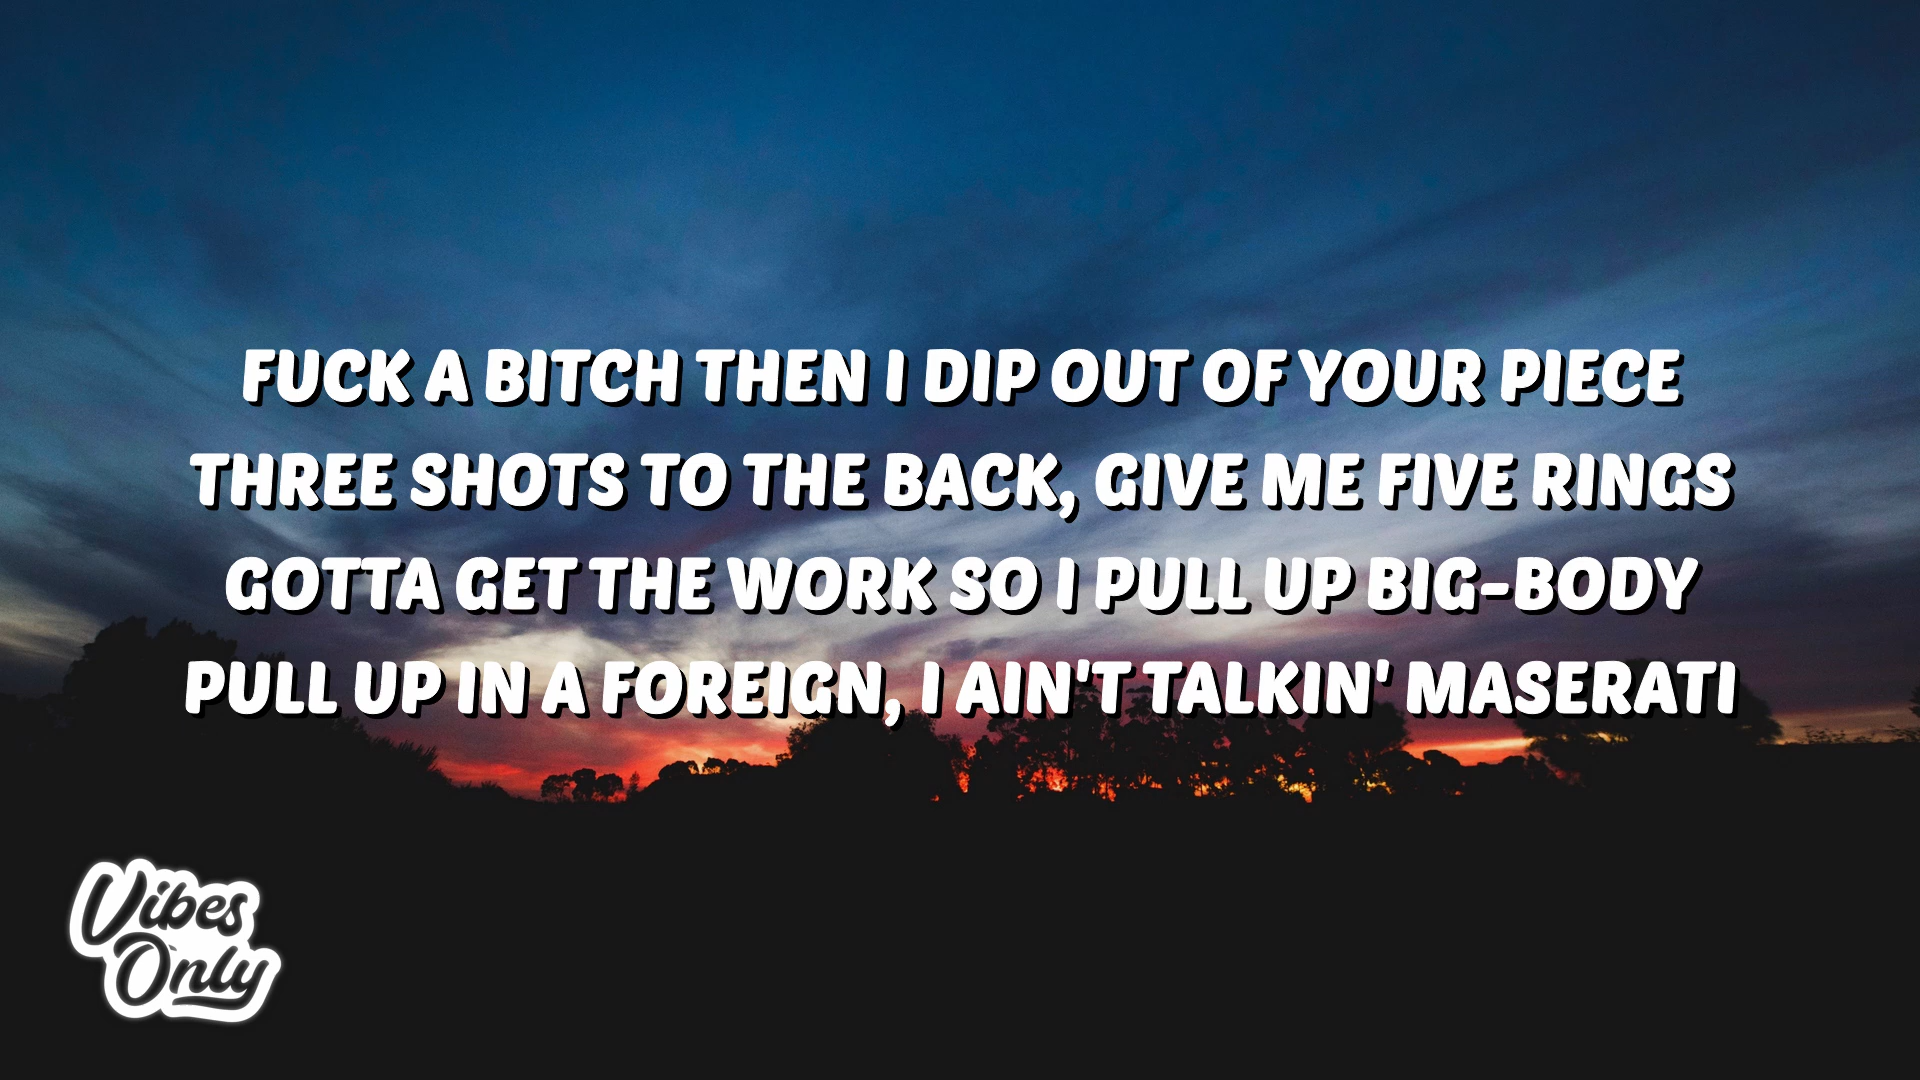 FUCK A BITCH THEN I DIP OUT OF YOUR PIECE
THREE SHOTS TO THE BACK, GIVE ME FIVE RINGS
GOTTA GET THE WORK SO I PULL UP BIG-BODY
PULL UP IN A FOREIGN, I AIN'T TALKIN' MASERATI
Vibes
Only